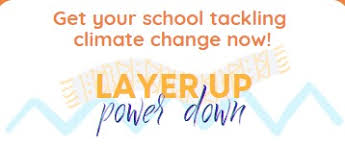 Get your school tackling
climate change now!
LAYER UP
power down